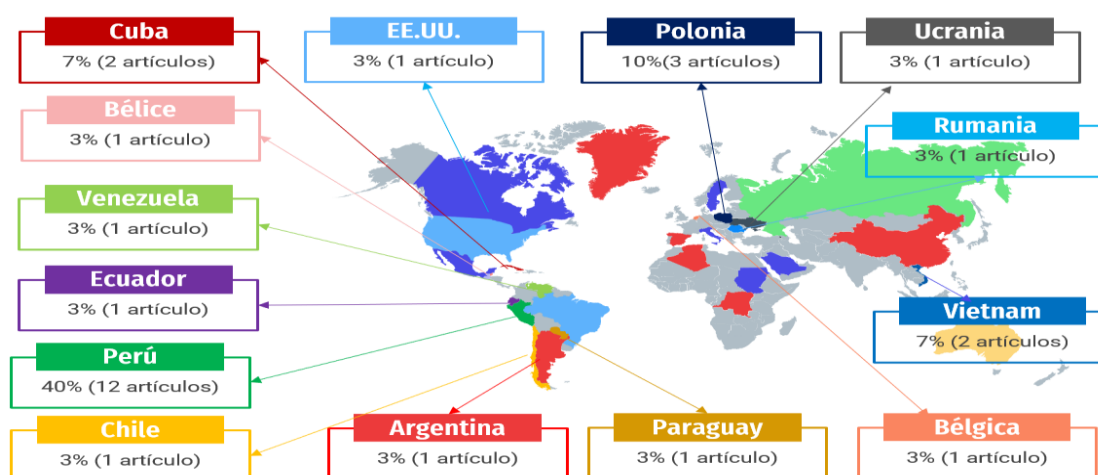 Cuba
7% (2 artículos)
EE.UU.
3% (1 artículo)
Polonia
10%(3 artículos)
Ucrania
3% (1 artículo)
Bélice
3% (1 artículo)
Rumania
3% (1 artículo)
Venezuela
3% (1 artículo)
Ecuador
3% (1 artículo)
Vietnam
7% (2 artículos)
Perú
40% (12 artículos)
Chile
3% (1 artículo)
Argentina
3% (1 artículo)
Paraguay
3% (1 artículo)
Bélgica
3% (1 artículo)